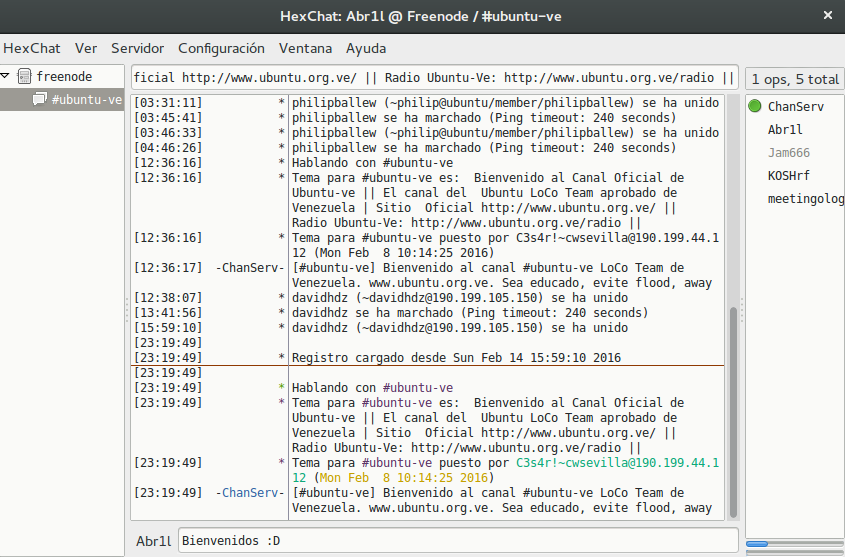 HexChat: Abr1l @ Freenode / #ubuntu-ve
HexChat Ver Servidor Configuración Ventana Ayuda
freenode
#ubuntu-ve
ficial http://www.ubuntu.org.ve/ || Radio Ubuntu-Ve: http://www.ubuntu.org.ve/radio ||
[03:31:11] * philipballew (~philip@ubuntu/member/philipballew) se ha unido
[03:45:41] * philipballew se ha marchado (Ping timeout: 240 seconds)
[03:46:33] * philipballew (~philip@ubuntu/member/philipballew) se ha unido
[04:46:26] * philipballew se ha marchado (Ping timeout: 240 seconds)
[12:36:16] * Hablando con #ubuntu-ve
[12:36:16] * Tema para #ubuntu-ve es:  Bienvenido al Canal Oficial de
Ubuntu-ve || El canal del  Ubuntu LoCo Team aprobado de
Venezuela | Sitio  Oficial http://www.ubuntu.org.ve/ ||
Radio Ubuntu-Ve: http://www.ubuntu.org.ve/radio ||
[12:36:16] * Tema para #ubuntu-ve puesto por C3s4r!~cwsevilla@190.199.44.1
12 (Mon Feb  8 10:14:25 2016)
[12:36:17] -ChanServ- [#ubuntu-ve] Bienvenido al canal #ubuntu-ve LoCo Team de
Venezuela. www.ubuntu.org.ve. Sea educado, evite flood, away
[12:38:07] * davidhdz (~davidhdz@190.199.105.150) se ha unido
[13:41:56] * davidhdz se ha marchado (Ping timeout: 240 seconds)
[15:59:10] * davidhdz (~davidhdz@190.199.105.150) se ha unido
[23:19:49]
[23:19:49] * Registro cargado desde Sun Feb 14 15:59:10 2016
[23:19:49]
[23:19:49] * Hablando con #ubuntu-ve
[23:19:49] * Tema para #ubuntu-ve es:  Bienvenido al Canal Oficial de
Ubuntu-ve || El canal del  Ubuntu LoCo Team aprobado de
Venezuela | Sitio  Oficial http://www.ubuntu.org.ve/ ||
Radio Ubuntu-Ve: http://www.ubuntu.org.ve/radio ||
[23:19:49] * Tema para #ubuntu-ve puesto por C3s4r!~cwsevilla@190.199.44.1
12 (Mon Feb  8 10:14:25 2016)
[23:19:49] -ChanServ- [#ubuntu-ve] Bienvenido al canal #ubuntu-ve LoCo Team de
Venezuela. www.ubuntu.org.ve. Sea educado, evite flood, away
Abr1l Bienvenidos :D
1 ops, 5 total
ChanServ
Abr1l
Jam666
KOSHrf
meetingolog